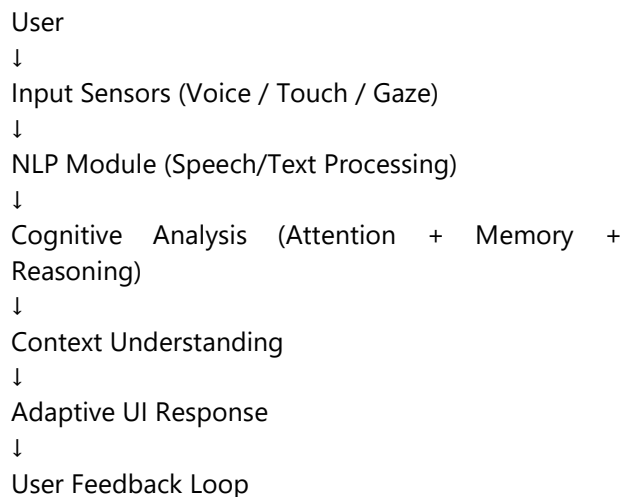 User
↓
Input Sensors (Voice / Touch / Gaze)
↓
NLP Module (Speech/Text Processing)
↓
Cognitive Analysis (Attention + Memory +
Reasoning)
↓
Context Understanding
↓
Adaptive UI Response
↓
User Feedback Loop